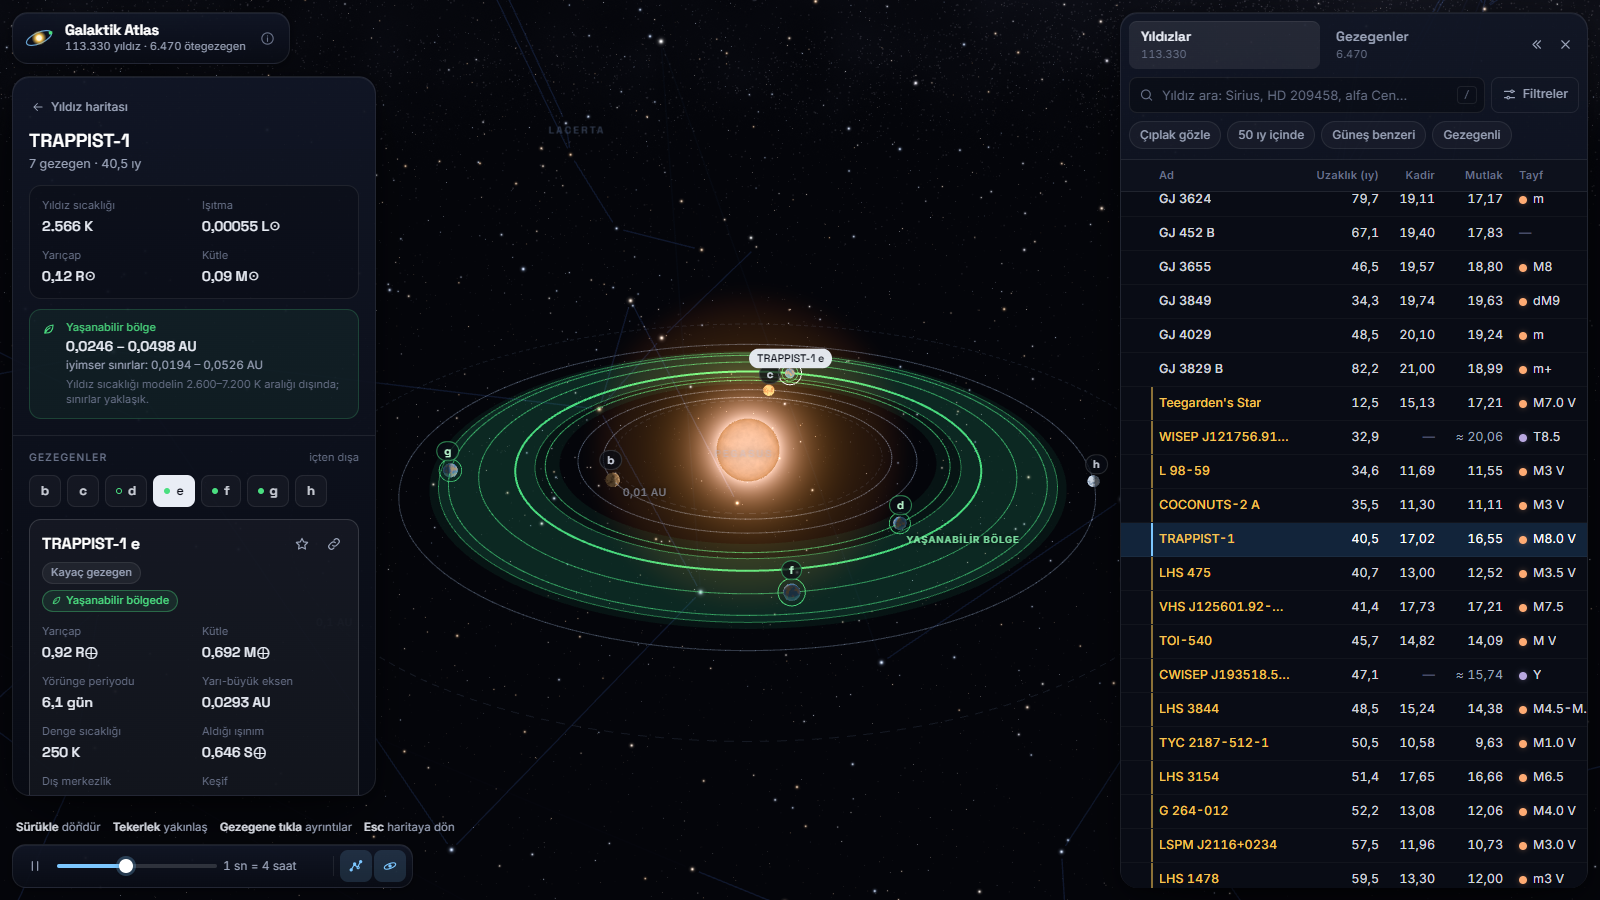 Galaktik Atlas
113.330 yıldız · 6.470 ötegezegen
← Yıldız haritası
TRAPPIST-1
7 gezegen · 40,5 ıy
Yıldız sıcaklığı
2.566 K
Işıtma
0,00055 L⊙
Yarıçap
0,12 R⊙
Kütle
0,09 M⊙
Yaşanabilir bölge
0,0246 – 0,0498 AU
iyimser sınırlar: 0,0194 – 0,0526 AU
Yıldız sıcaklığı modelin 2.600–7.200 K aralığı dışında;
sınırlar yaklaşık.
GEZEGENLER içten dışa
b c d e f g h
TRAPPIST-1 e
Kayaç gezegen
Yaşanabilir bölgede
Yarıçap
0,92 R⊕
Kütle
0,692 M⊕
Yörünge periyodu
6,1 gün
Yarı-büyük eksen
0,0293 AU
Denge sıcaklığı
250 K
Aldığı ışınım
0,646 S⊕
Dış merkezlik
Keşif
Sürükle döndür Tekerlek yakınlaş Gezegene tıkla ayrıntılar Esc haritaya dön
1 sn = 4 saat
LACERTA
TRAPPIST-1 e
c
g
b
0,01 AU
h
d
YAŞANABİLİR BÖLGE
f
Yıldızlar
113.330
Gezegenler
6.470
Yıldız ara: Sirius, HD 209458, alfa Cen... /
Filtreler
Çıplak gözle
50 ıy içinde
Güneş benzeri
Gezegenli
Ad Uzaklık (ıy) Kadir Mutlak Tayf
GJ 3624 79,7 19,11 17,17 m
GJ 452 B 67,1 19,40 17,83 —
GJ 3655 46,5 19,57 18,80 M8
GJ 3849 34,3 19,74 19,63 dM9
GJ 4029 48,5 20,10 19,24 m
GJ 3829 B 82,2 21,00 18,99 m+
Teegarden's Star 12,5 15,13 17,21 M7.0 V
WISEP J121756.91... 32,9 — ≈ 20,06 T8.5
L 98-59 34,6 11,69 11,55 M3 V
COCONUTS-2 A 35,5 11,30 11,11 M3 V
TRAPPIST-1 40,5 17,02 16,55 M8.0 V
LHS 475 40,7 13,00 12,52 M3.5 V
VHS J125601.92-... 41,4 17,73 17,21 M7.5
TOI-540 45,7 14,82 14,09 M V
CWISEP J193518.5... 47,1 — ≈ 15,74 Y
LHS 3844 48,5 15,24 14,38 M4.5-M.
TYC 2187-512-1 50,5 10,58 9,63 M1.0 V
LHS 3154 51,4 17,65 16,66 M6.5
G 264-012 52,2 13,08 12,06 M4.0 V
LSPM J2116+0234 57,5 11,96 10,73 M3.0 V
LHS 1478 59,5 13,30 12,00 m3 V